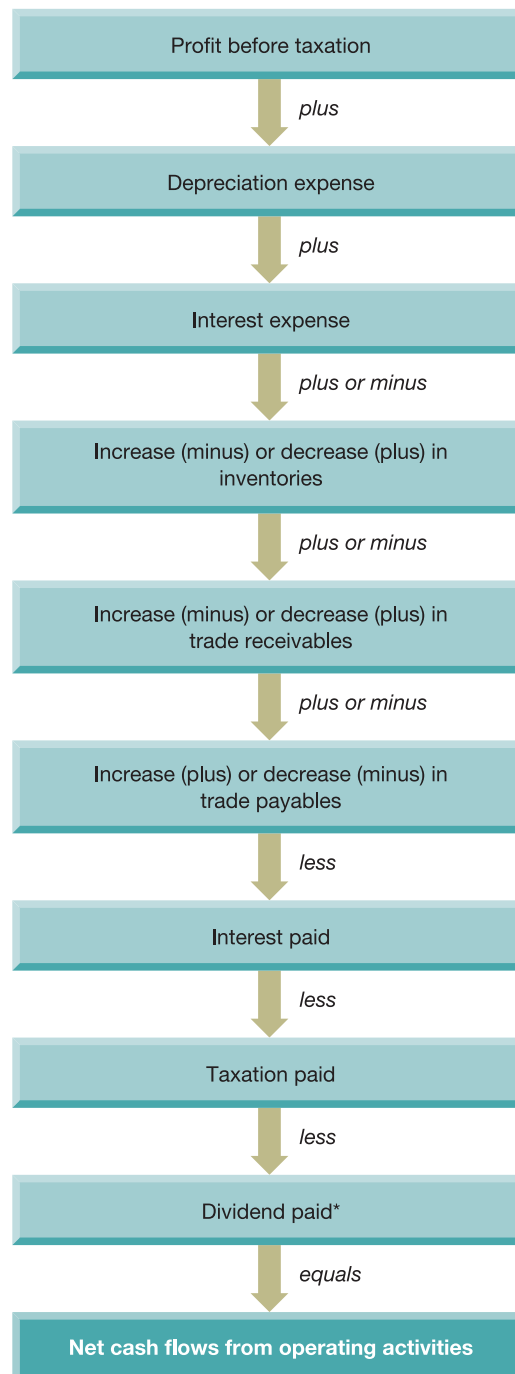 Profit before taxation
plus
Depreciation expense
plus
Interest expense
plus or minus
Increase (minus) or decrease (plus) in
inventories
plus or minus
Increase (minus) or decrease (plus) in
trade receivables
plus or minus
Increase (plus) or decrease (minus) in
trade payables
less
Interest paid
less
Taxation paid
less
Dividend paid*
equals
Net cash flows from operating activities